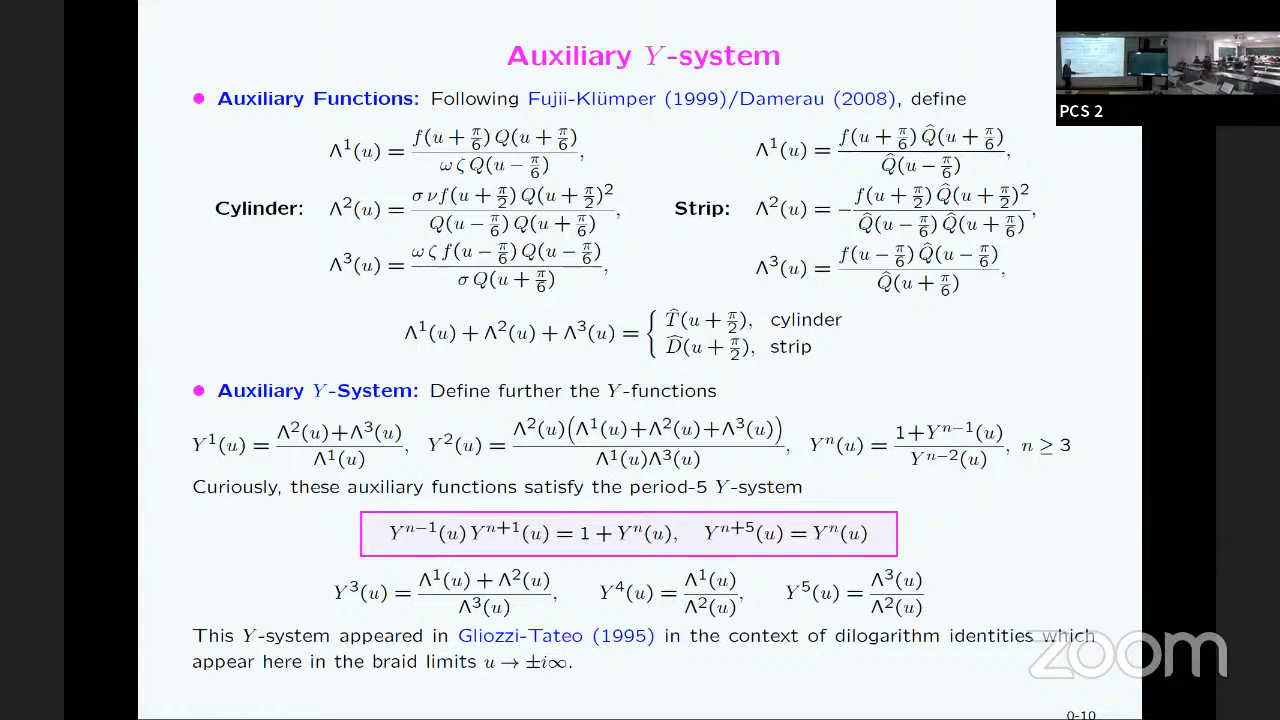 Auxiliary Y-system
PCS 2
● Auxiliary Functions: Following Fujii-Klümper (1999)/Damerau (2008), define
Λ¹(u) = f(u + π/6) Q(u + π/6) / ω ζ Q(u − π/6), Λ¹(u) = f(u + π/6) Q̂(u + π/6) / Q̂(u − π/6),
Cylinder: Λ²(u) = σ ν f(u + π/2) Q(u + π/2)² / Q(u − π/6) Q(u + π/6), Strip: Λ²(u) = − f(u + π/2) Q̂(u + π/2)² / Q̂(u − π/6) Q̂(u + π/6),
Λ³(u) = ω ζ f(u − π/6) Q(u − π/6) / σ Q(u + π/6), Λ³(u) = f(u − π/6) Q̂(u − π/6) / Q̂(u + π/6),
Λ¹(u) + Λ²(u) + Λ³(u) = { T̂(u + π/2), cylinder
D̂(u + π/2), strip
● Auxiliary Y-System: Define further the Y-functions
Y¹(u) = Λ²(u)+Λ³(u) / Λ¹(u), Y²(u) = Λ²(u)(Λ¹(u)+Λ²(u)+Λ³(u)) / Λ¹(u)Λ³(u), Yⁿ(u) = 1+Yⁿ⁻¹(u) / Yⁿ⁻²(u), n ≥ 3
Curiously, these auxiliary functions satisfy the period-5 Y-system
Yⁿ⁻¹(u) Yⁿ⁺¹(u) = 1 + Yⁿ(u), Yⁿ⁺⁵(u) = Yⁿ(u)
Y³(u) = Λ¹(u) + Λ²(u) / Λ³(u), Y⁴(u) = Λ¹(u) / Λ²(u), Y⁵(u) = Λ³(u) / Λ²(u)
This Y-system appeared in Gliozzi-Tateo (1995) in the context of dilogarithm identities which
appear here in the braid limits u → ±i∞.
zoom
0-10